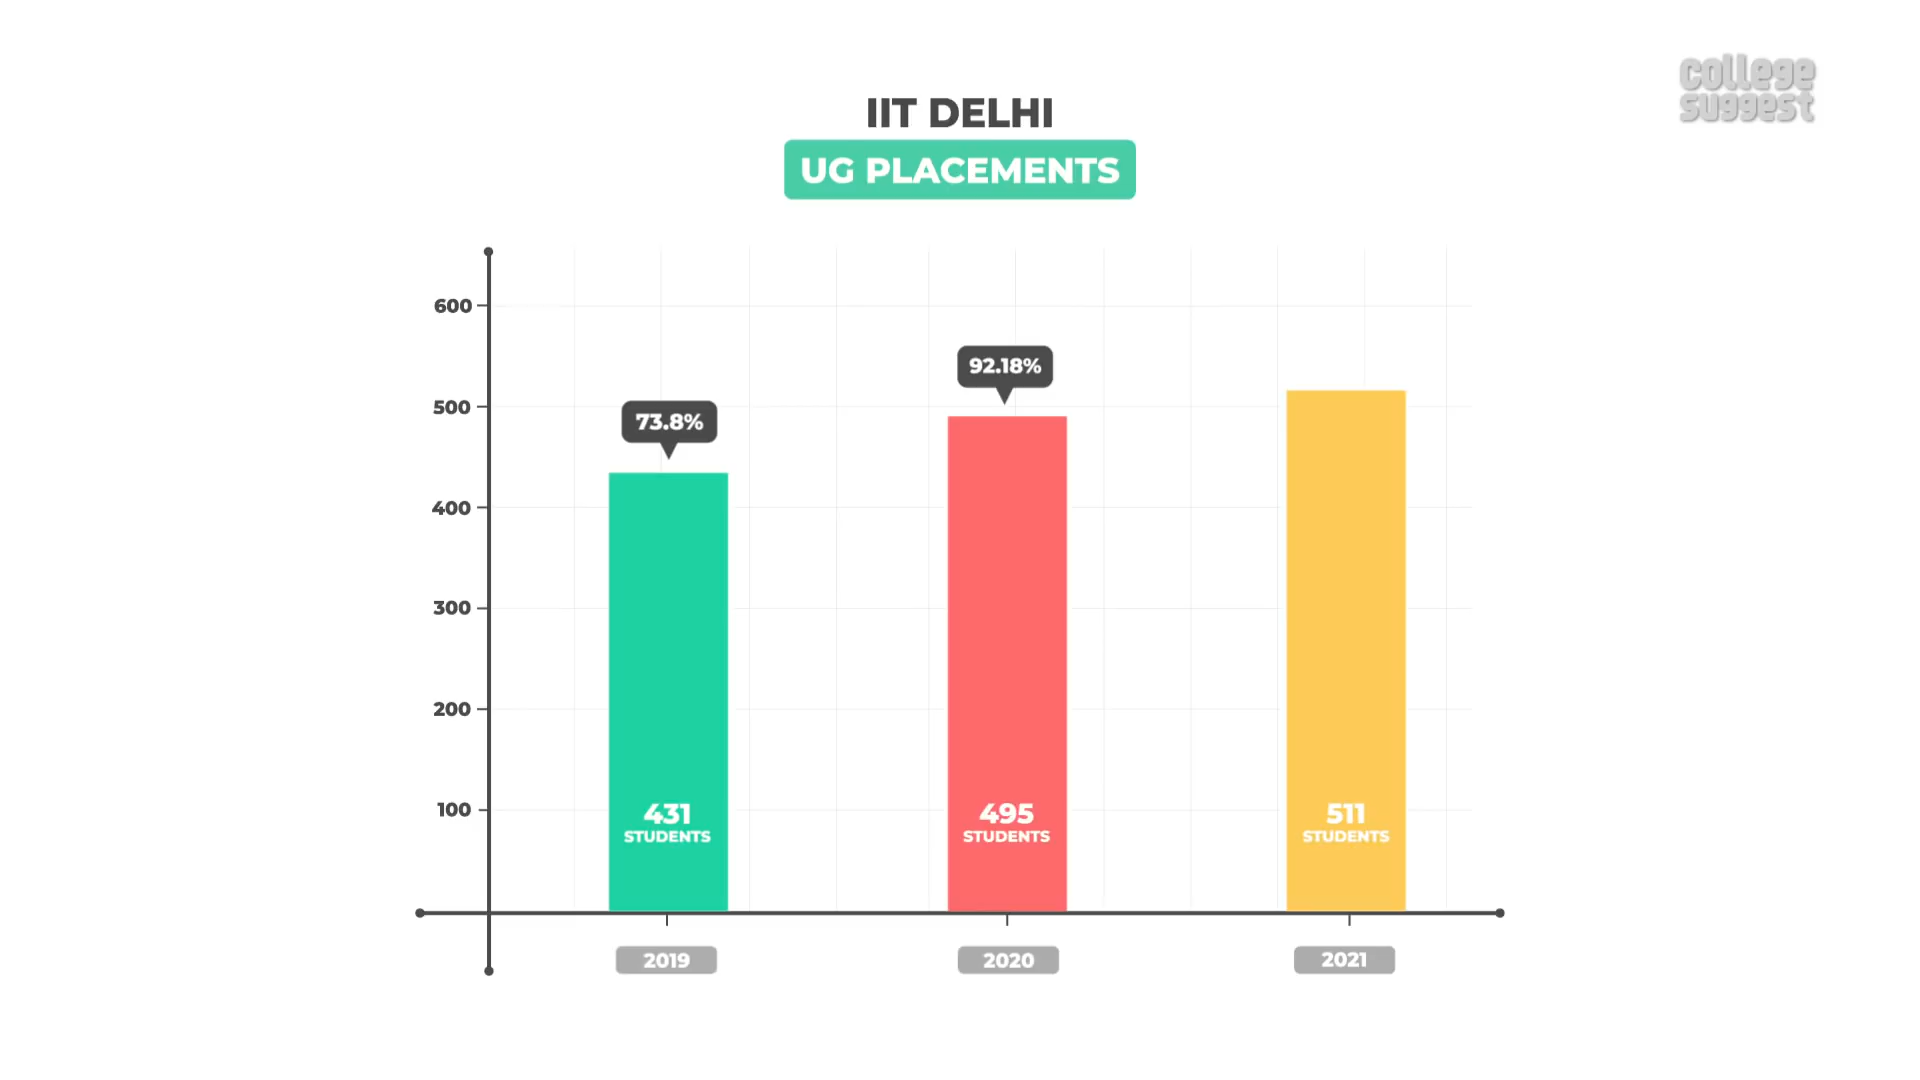 college
suggest
IIT DELHI
UG PLACEMENTS
600
500
400
300
200
100
73.8%
92.18%
431
STUDENTS
495
STUDENTS
511
STUDENTS
2019
2020
2021